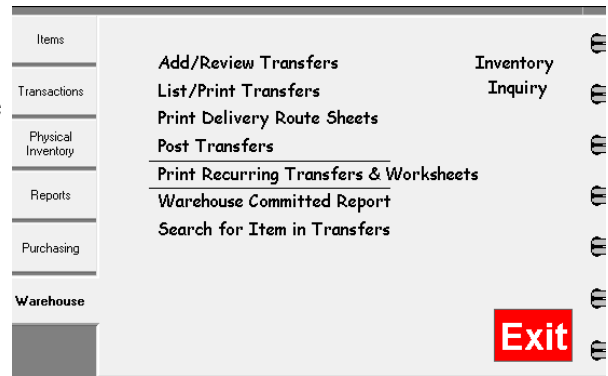 Items
Transactions
Physical
Inventory
Reports
Purchasing
Warehouse
Add/Review Transfers
List/Print Transfers
Print Delivery Route Sheets
Post Transfers
Print Recurring Transfers & Worksheets
Warehouse Committed Report
Search for Item in Transfers
Inventory
Inquiry
Exit